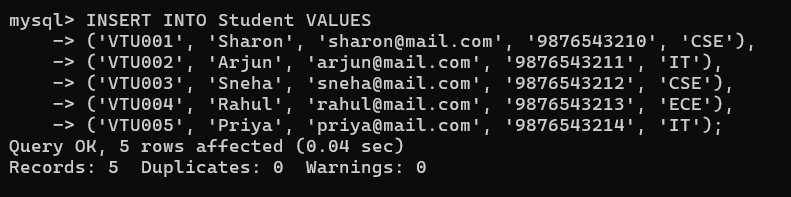 mysql> INSERT INTO Student VALUES
    -> ('VTU001', 'Sharon', 'sharon@mail.com', '9876543210', 'CSE'),
    -> ('VTU002', 'Arjun', 'arjun@mail.com', '9876543211', 'IT'),
    -> ('VTU003', 'Sneha', 'sneha@mail.com', '9876543212', 'CSE'),
    -> ('VTU004', 'Rahul', 'rahul@mail.com', '9876543213', 'ECE'),
    -> ('VTU005', 'Priya', 'priya@mail.com', '9876543214', 'IT');
Query OK, 5 rows affected (0.04 sec)
Records: 5  Duplicates: 0  Warnings: 0